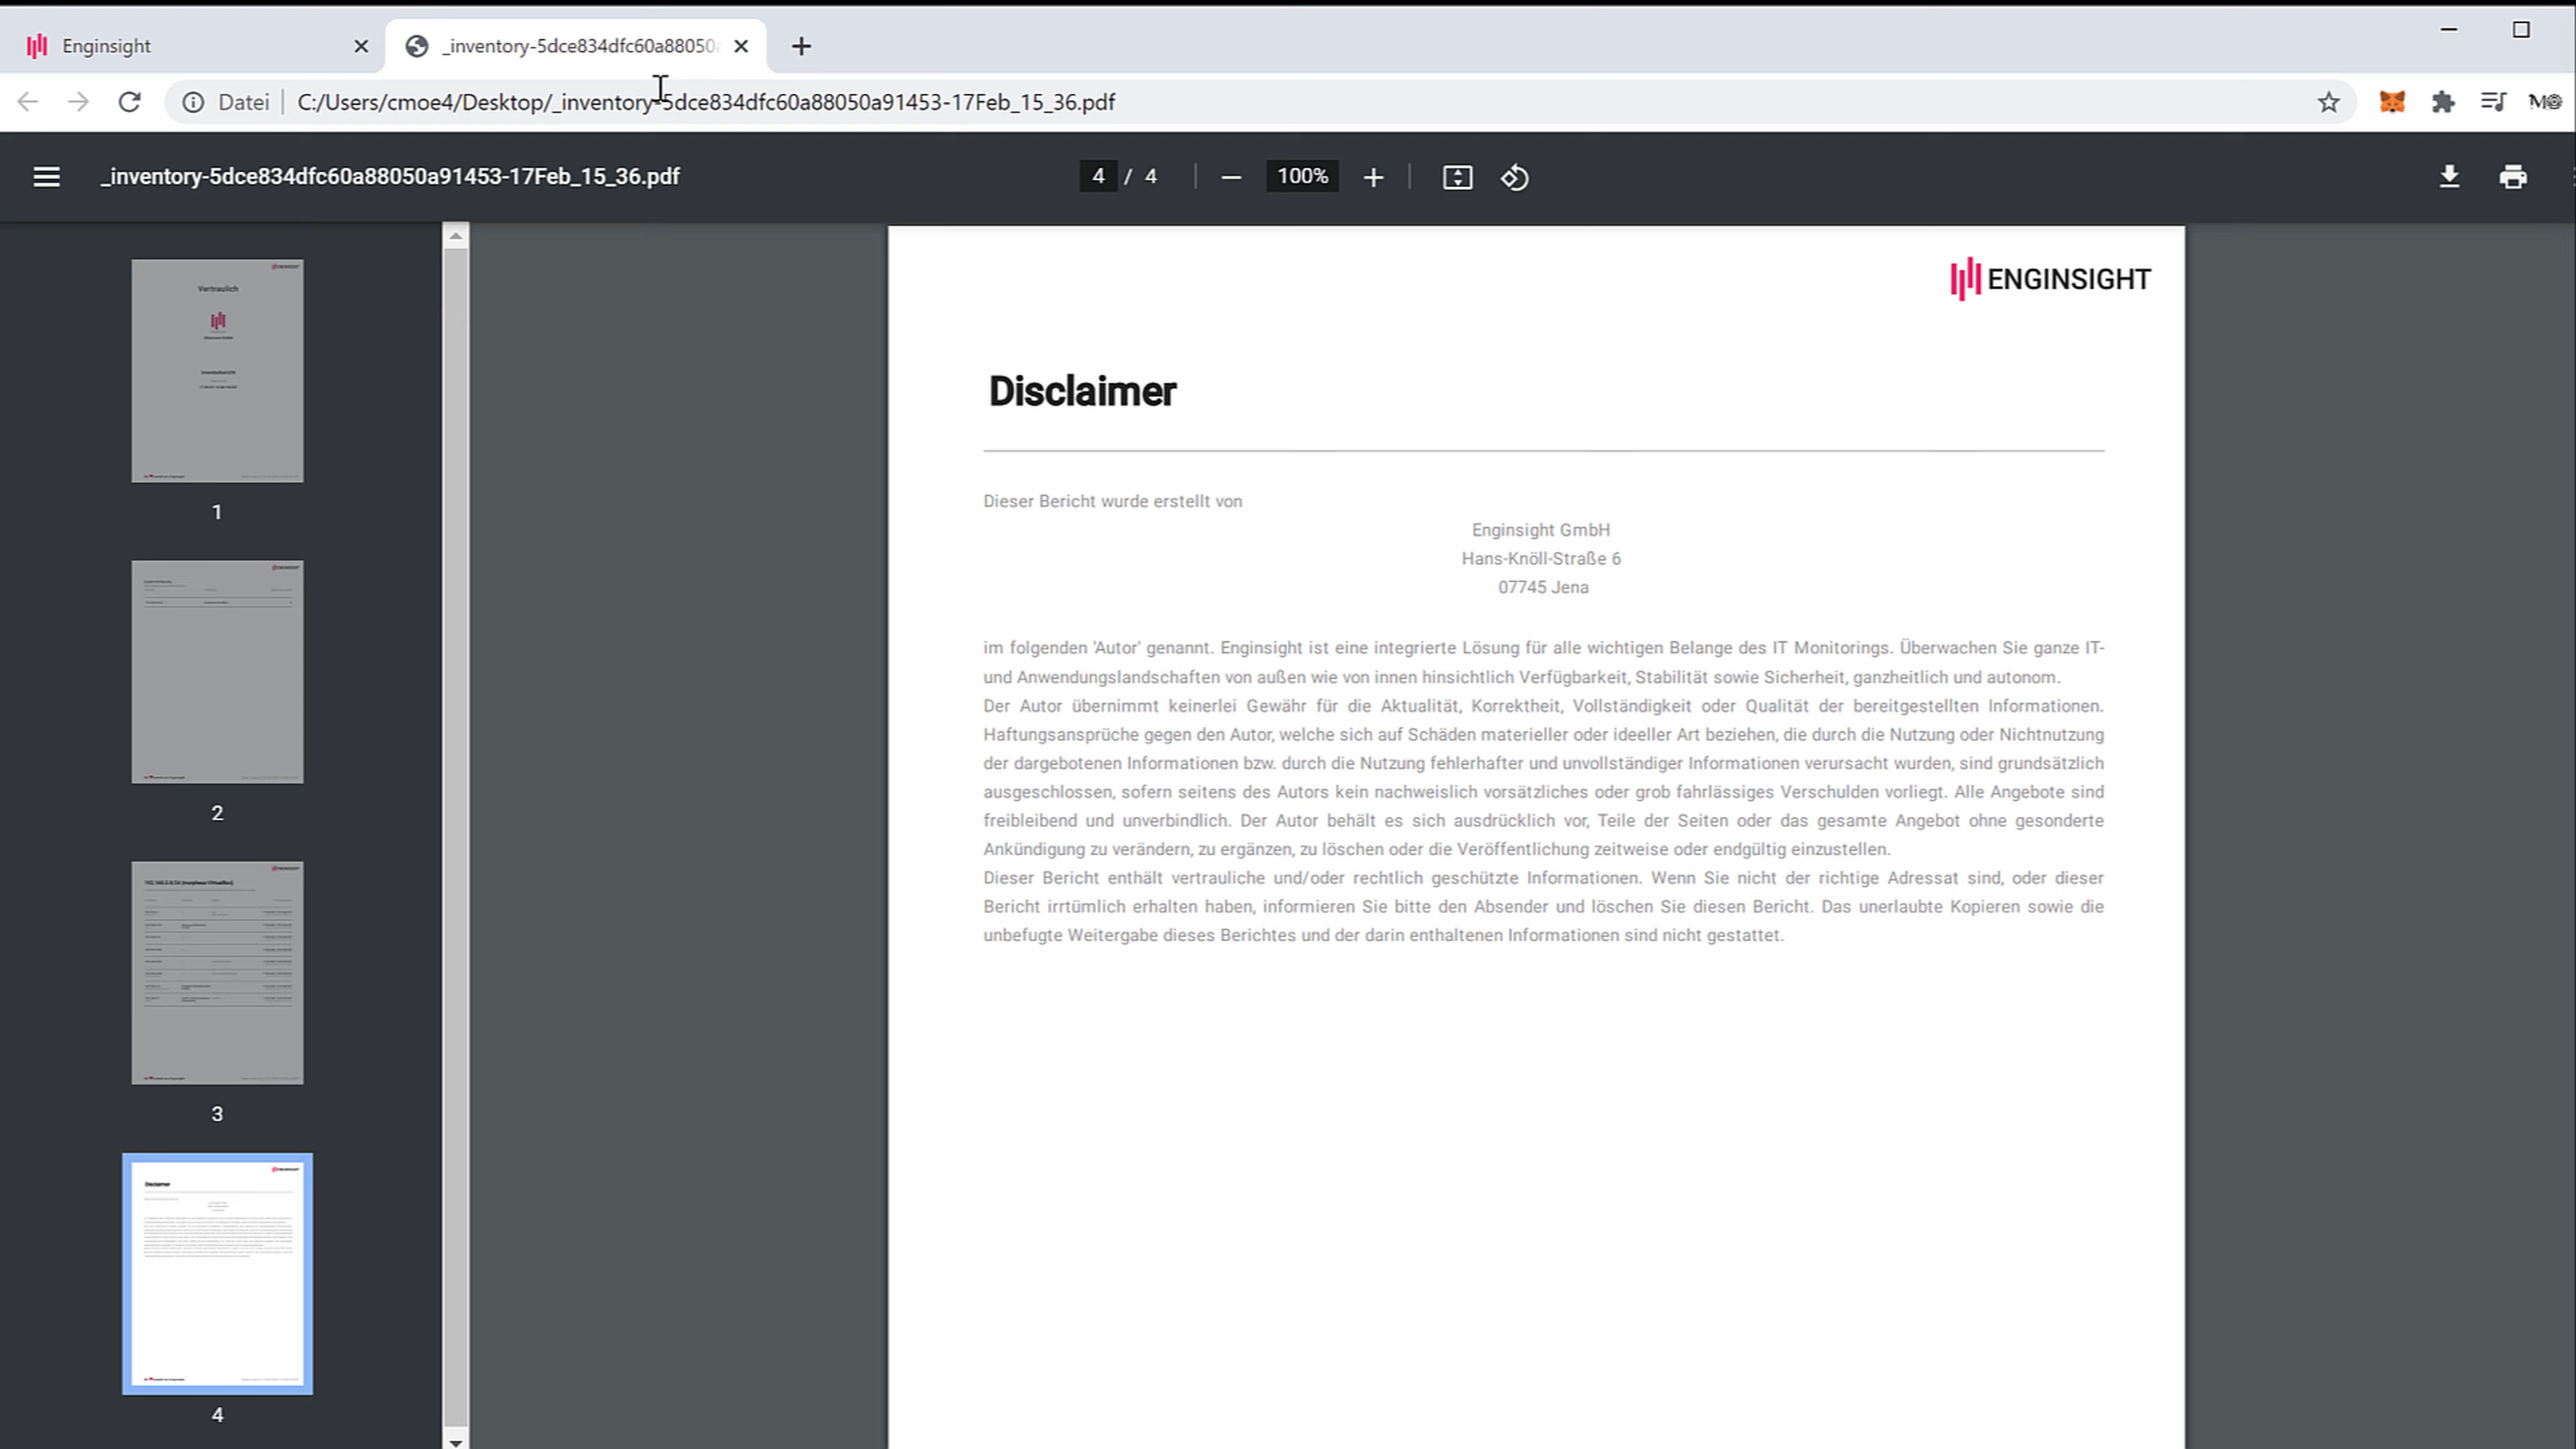 Enginsight
_inventory-5dce834dfc60a88050
Datei
C:/Users/cmoe4/Desktop/_inventory-5dce834dfc60a88050a91453-17Feb_15_36.pdf
_inventory-5dce834dfc60a88050a91453-17Feb_15_36.pdf
4 / 4
100%
Vertraulich
1
2
3
Disclaimer
4
ENGINSIGHT
Disclaimer
Dieser Bericht wurde erstellt von
Enginsight GmbH
Hans-Knöll-Straße 6
07745 Jena
im folgenden 'Autor' genannt. Enginsight ist eine integrierte Lösung für alle wichtigen Belange des IT Monitorings. Überwachen Sie ganze IT-
und Anwendungslandschaften von außen wie von innen hinsichtlich Verfügbarkeit, Stabilität sowie Sicherheit, ganzheitlich und autonom.
Der Autor übernimmt keinerlei Gewähr für die Aktualität, Korrektheit, Vollständigkeit oder Qualität der bereitgestellten Informationen.
Haftungsansprüche gegen den Autor, welche sich auf Schäden materieller oder ideeller Art beziehen, die durch die Nutzung oder Nichtnutzung
der dargebotenen Informationen bzw. durch die Nutzung fehlerhafter und unvollständiger Informationen verursacht wurden, sind grundsätzlich
ausgeschlossen, sofern seitens des Autors kein nachweislich vorsätzliches oder grob fahrlässiges Verschulden vorliegt. Alle Angebote sind
freibleibend und unverbindlich. Der Autor behält es sich ausdrücklich vor, Teile der Seiten oder das gesamte Angebot ohne gesonderte
Ankündigung zu verändern, zu ergänzen, zu löschen oder die Veröffentlichung zeitweise oder endgültig einzustellen.
Dieser Bericht enthält vertrauliche und/oder rechtlich geschützte Informationen. Wenn Sie nicht der richtige Adressat sind, oder dieser
Bericht irrtümlich erhalten haben, informieren Sie bitte den Absender und löschen Sie diesen Bericht. Das unerlaubte Kopieren sowie die
unbefugte Weitergabe dieses Berichtes und der darin enthaltenen Informationen sind nicht gestattet.